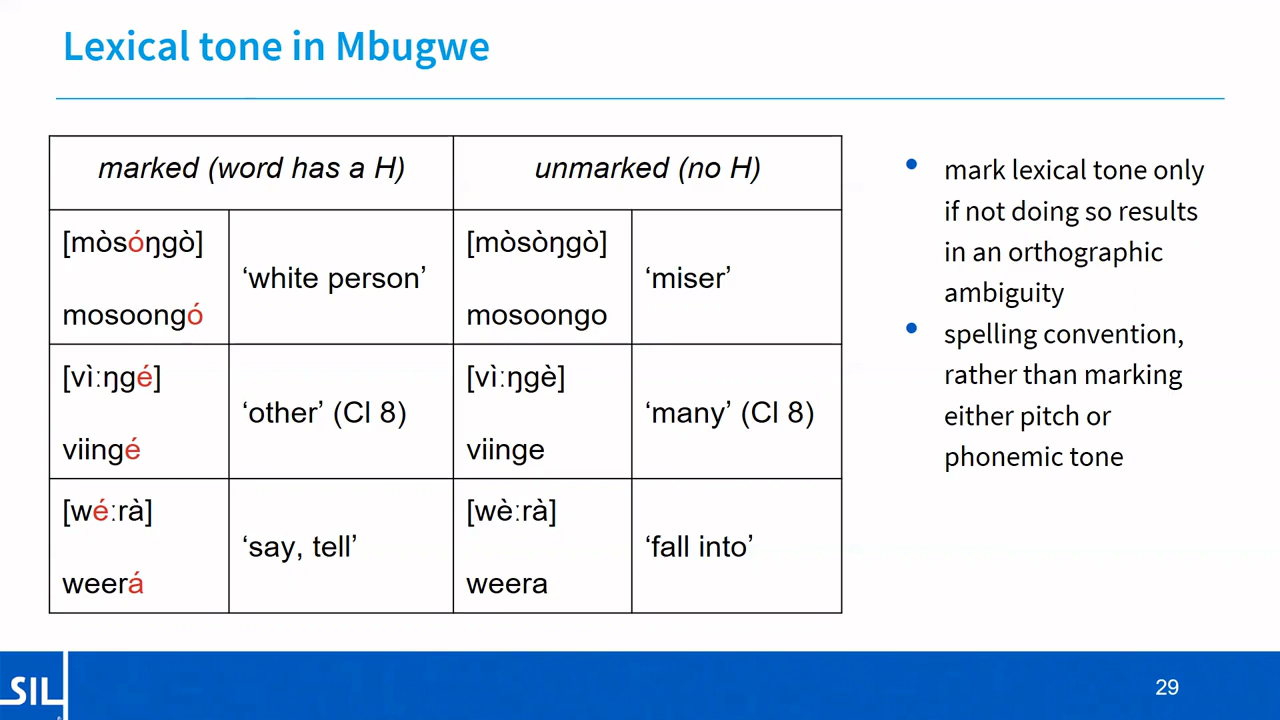 Lexical tone in Mbugwe
marked (word has a H)
unmarked (no H)
[mòsóŋgò]
mosoongó
‘white person’
[mòsòŋgò]
mosoongo
‘miser’
[vìːŋgé]
viingé
‘other’ (Cl 8)
[vìːŋgè]
viinge
‘many’ (Cl 8)
[wéːrà]
weerá
‘say, tell’
[wèːrà]
weera
‘fall into’
• mark lexical tone only
if not doing so results
in an orthographic
ambiguity
• spelling convention,
rather than marking
either pitch or
phonemic tone
SIL
29